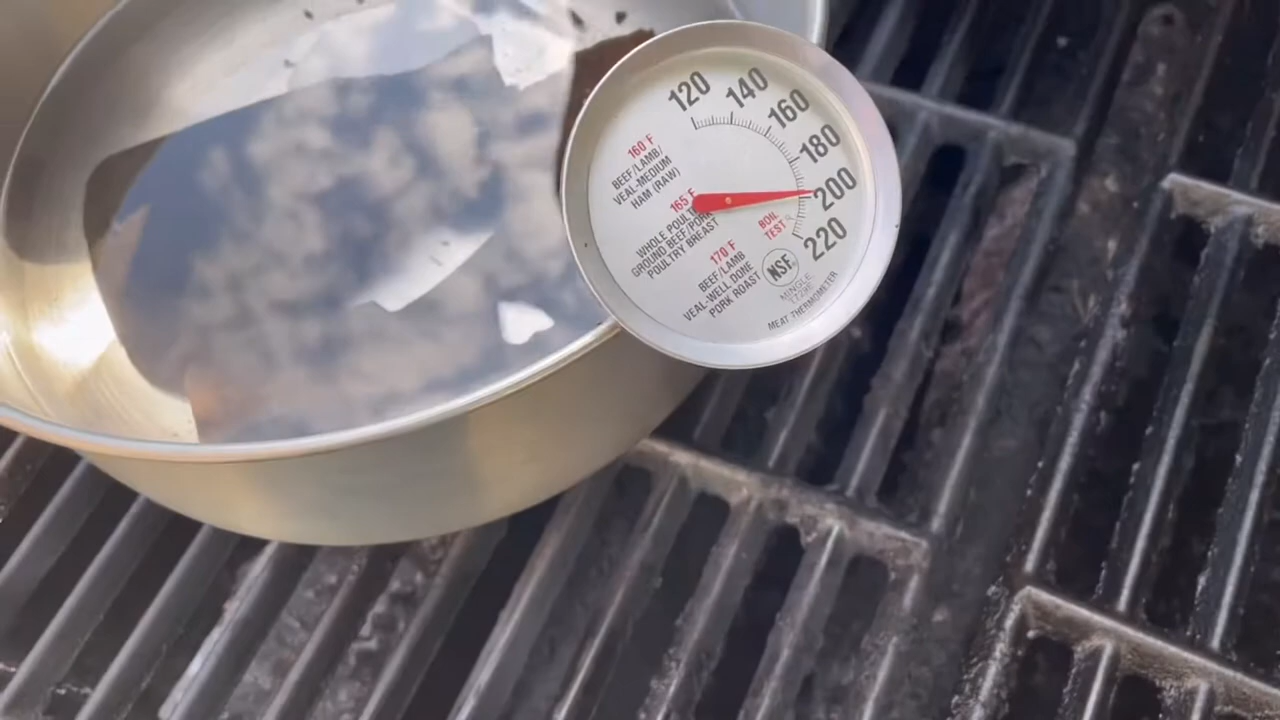 120
140
160
180
200
220
160 F
BEEF/LAMB/
VEAL-MEDIUM
HAM (RAW)
165 F
WHOLE POULT
GROUND BEEF/PORK
POULTRY BREAST
170 F
BEEF/LAMB
VEAL-WELL DONE
PORK ROAST
BOIL
TEST
NSF
MEAT THERMOMETER